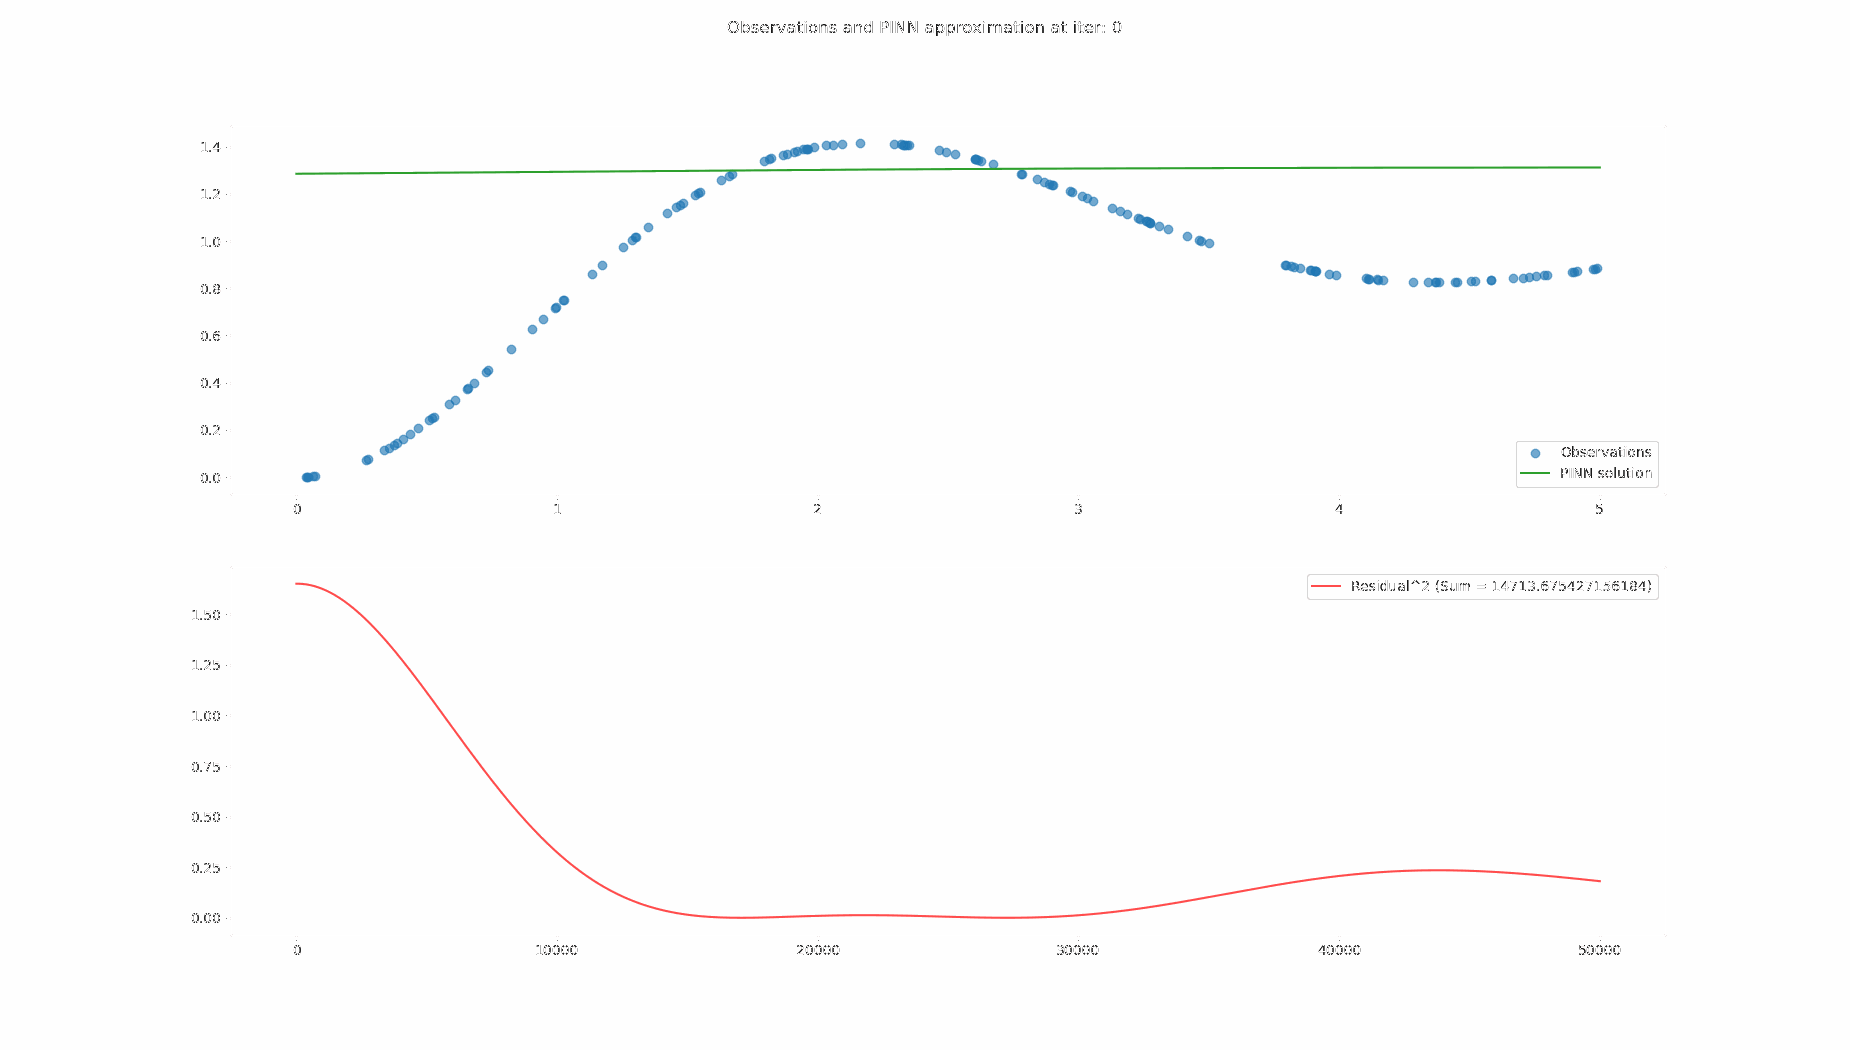 Observations and PINN approximation at iter: 0
1.4
1.2
1.0
0.8
0.6
0.4
0.2
0.0
Observations
PINN solution
0 1 2 3 4 5
Residual^2 (Sum = 14713.675427156184)
1.50
1.25
1.00
0.75
0.50
0.25
0.00
0 10000 20000 30000 40000 50000